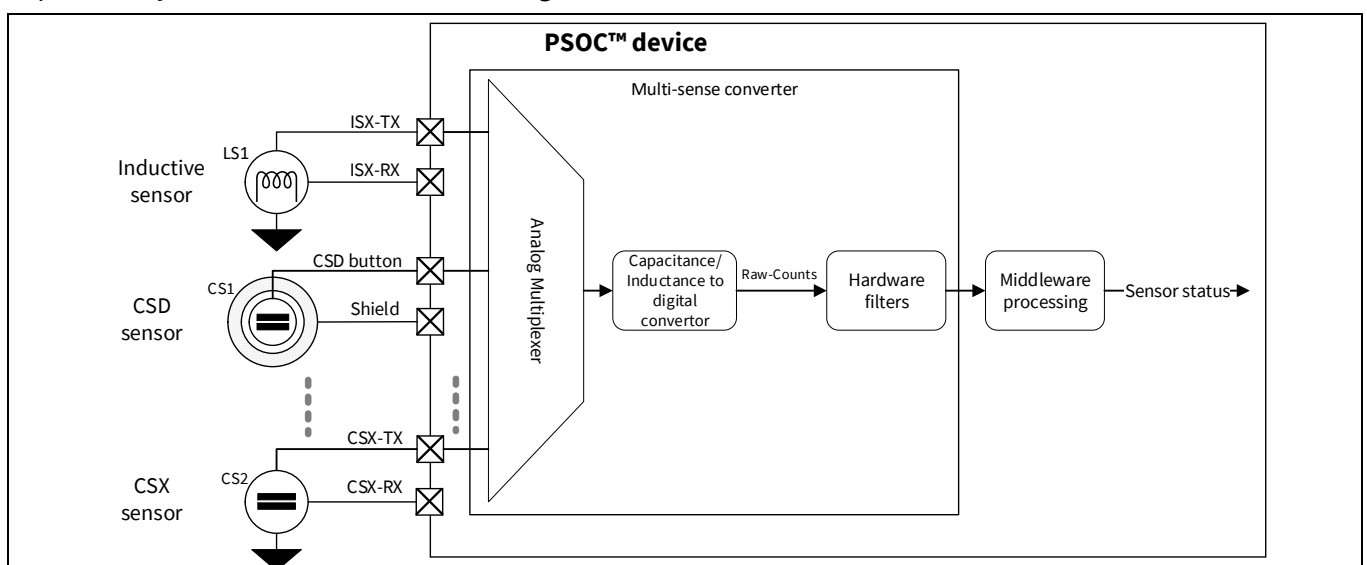 PSOC™ device
Multi-sense converter
ISX-TX
LS1
ISX-RX
Inductive
sensor
CSD button
CS1
Shield
CSD
sensor
Analog Multiplexer
Capacitance/
Inductance to
digital
convertor
Raw-Counts
Hardware
filters
Middleware
processing
Sensor status
CSX-TX
CS2
CSX-RX
CSX
sensor